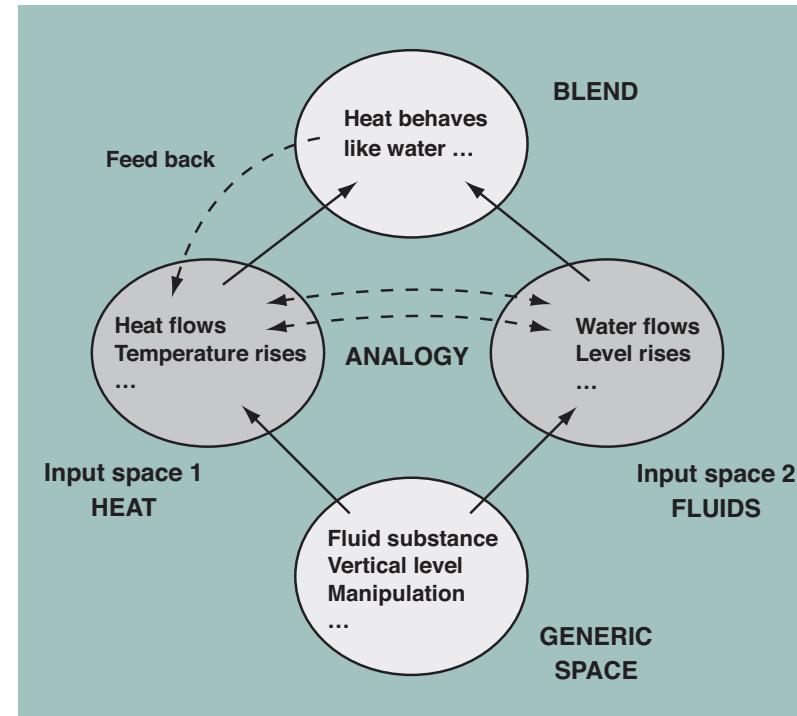 BLEND
Heat behaves
like water …
Feed back
Heat flows
Temperature rises
…
ANALOGY
Water flows
Level rises
…
Input space 1
HEAT
Input space 2
FLUIDS
Fluid substance
Vertical level
Manipulation
…
GENERIC
SPACE